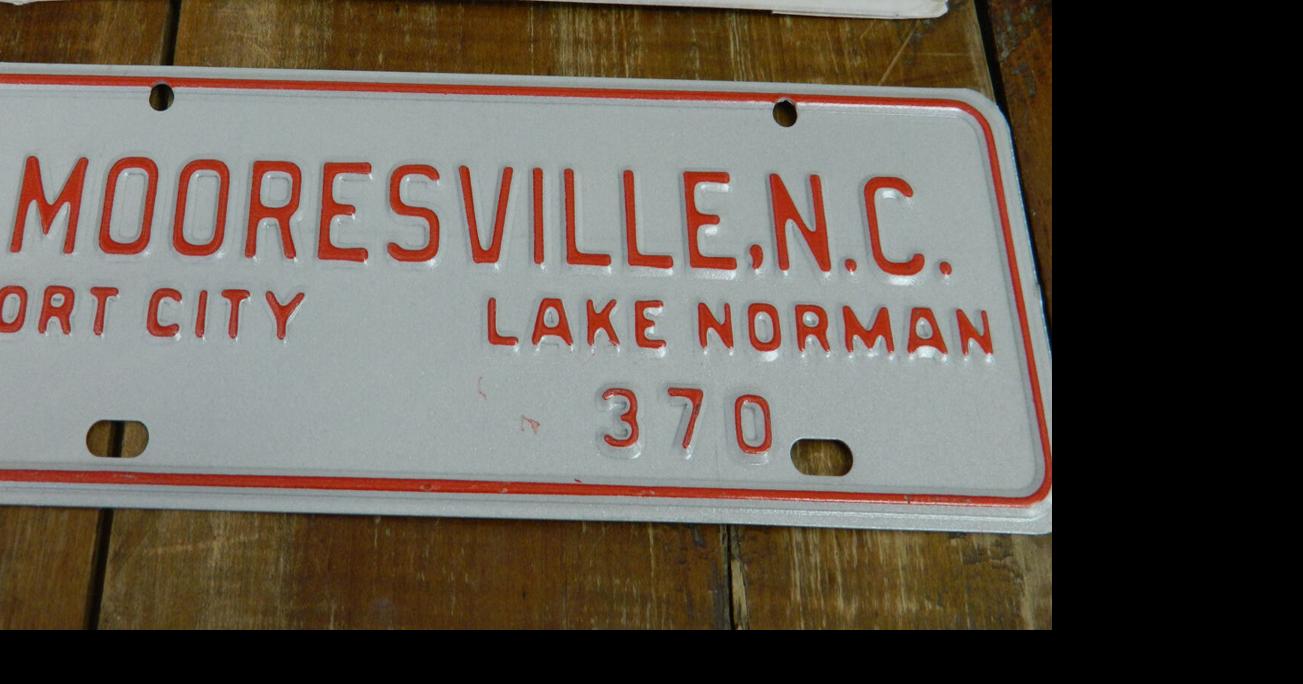 MOORESVILLE, N.C.
ORT CITY LAKE NORMAN
370